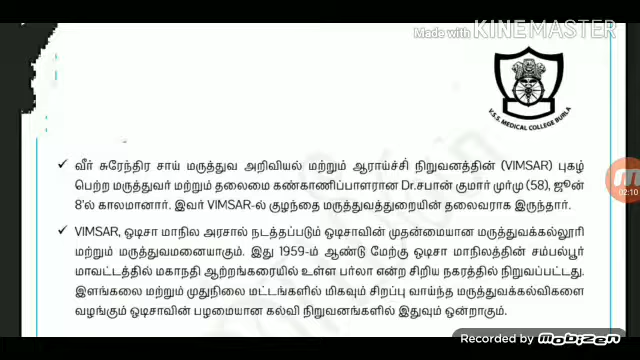 Made with KINEMASTER
V.S.S. MEDICAL COLLEGE BURLA
✓ வீர் சுரேந்திர சாய் மருத்துவ அறிவியல் மற்றும் ஆராய்ச்சி நிறுவனத்தின் (VIMSAR) புகழ்
பெற்ற மருத்துவர் மற்றும் தலைமை கண்காணிப்பாளரான Dr.சபான் குமார் முர்மு (58), ஜூன்
8'ல் காலமானார். இவர் VIMSAR-ல் குழந்தை மருத்துவத்துறையின் தலைவராக இருந்தார்.
✓ VIMSAR, ஒடிசா மாநில அரசால் நடத்தப்படும் ஒடிசாவின் முதன்மையான மருத்துவக்கல்லூரி
மற்றும் மருத்துவமனையாகும். இது 1959-ம் ஆண்டு மேற்கு ஒடிசா மாநிலத்தின் சம்பல்பூர்
மாவட்டத்தில் மகாநதி ஆற்றங்கரையில் உள்ள பர்லா என்ற சிறிய நகரத்தில் நிறுவப்பட்டது.
இளங்கலை மற்றும் முதுநிலை மட்டங்களில் மிகவும் சிறப்பு வாய்ந்த மருத்துவக்கல்விகளை
வழங்கும் ஒடிசாவின் பழமையான கல்வி நிறுவனங்களில் இதுவும் ஒன்றாகும்.
02:10
Recorded by mobizen